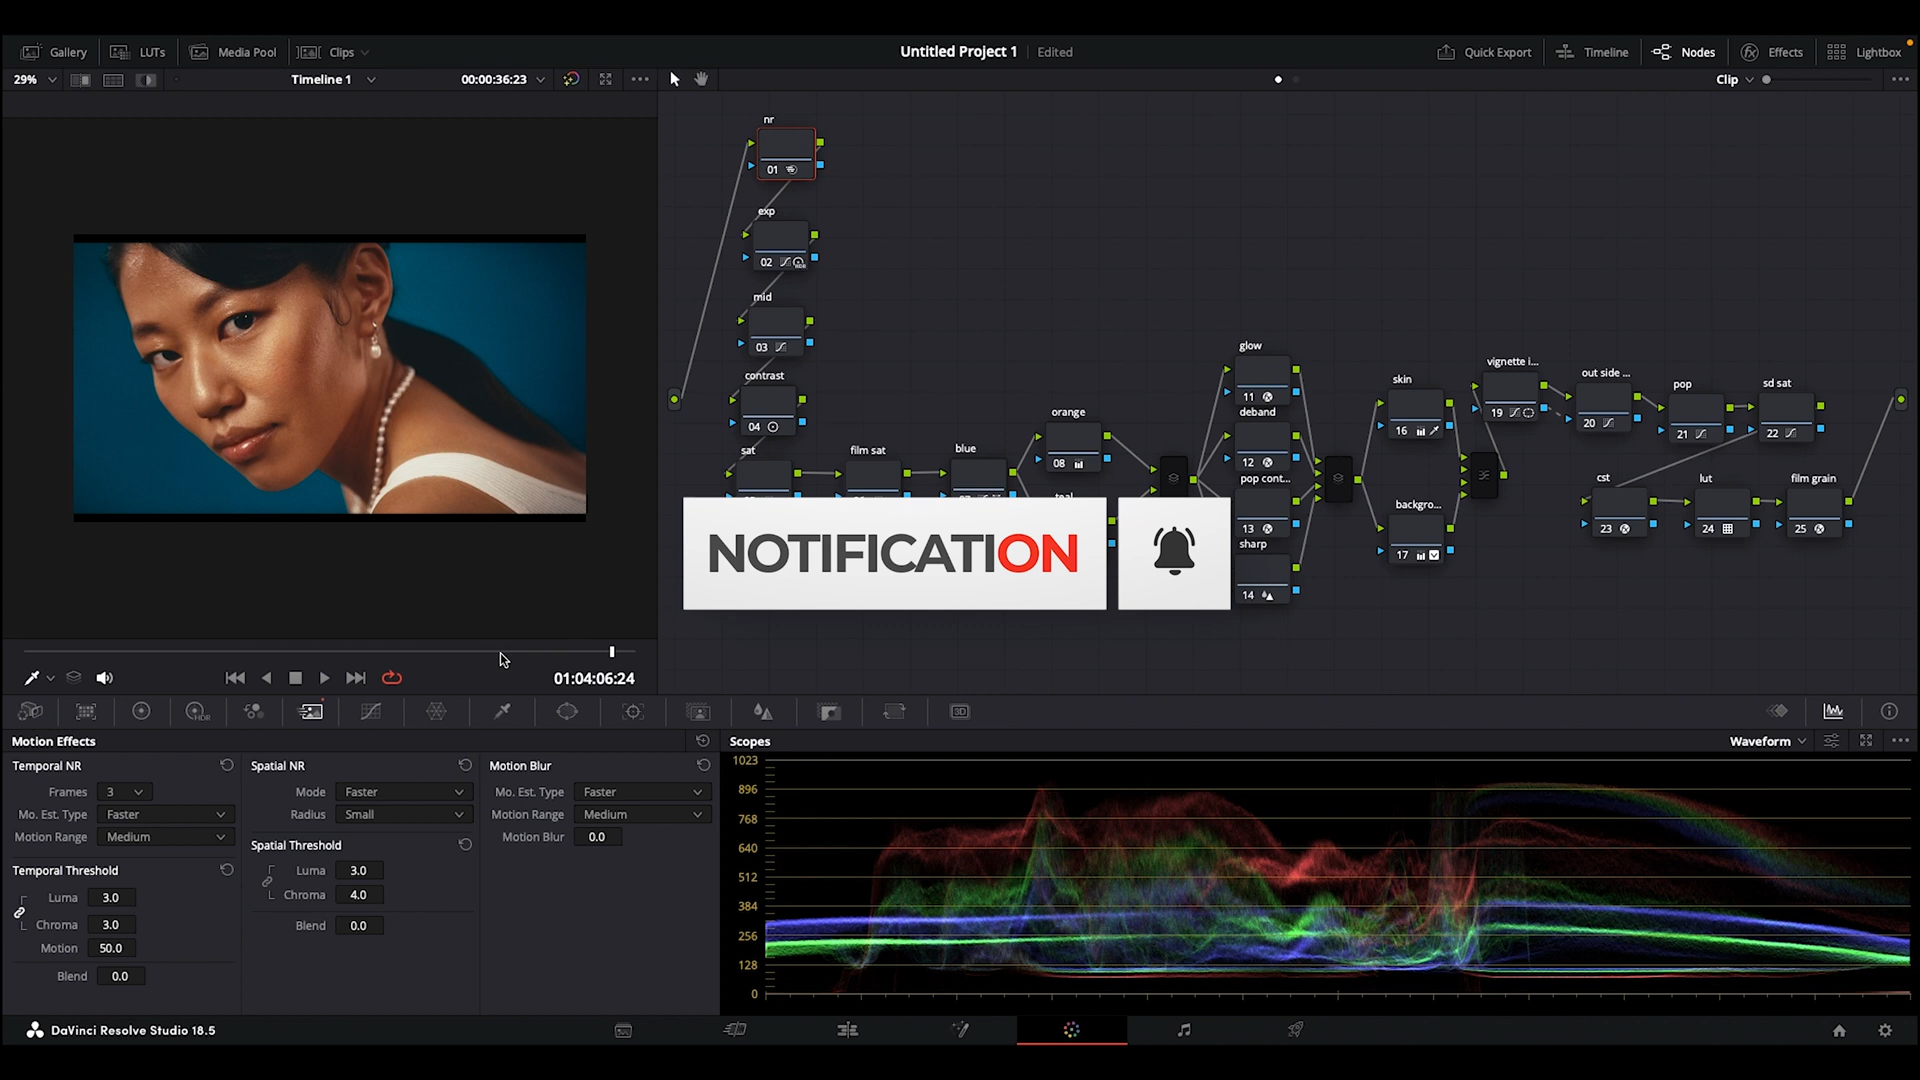 Gallery LUTs Media Pool Clips Untitled Project 1 Edited Quick Export Timeline Nodes Effects Lightbox
29% Timeline 1 00:00:36:23 Clip
nr
01
exp
02
mid
03
contrast
04
sat
film sat
blue
orange
08
teal
glow
11
deband
12
pop cont...
13
sharp
14
skin
16
backgro...
17
vignette i...
19
out side ...
20
pop
21
sd sat
22
cst
23
lut
24
film grain
25
NOTIFICATION
01:04:06:24
HDR
3D
Motion Effects
Temporal NR
Frames 3
Mo. Est. Type Faster
Motion Range Medium
Temporal Threshold
Luma 3.0
Chroma 3.0
Motion 50.0
Blend 0.0
Spatial NR
Mode Faster
Radius Small
Spatial Threshold
Luma 3.0
Chroma 4.0
Blend 0.0
Motion Blur
Mo. Est. Type Faster
Motion Range Medium
Motion Blur 0.0
Scopes Waveform
1023
896
768
640
512
384
256
128
0
DaVinci Resolve Studio 18.5